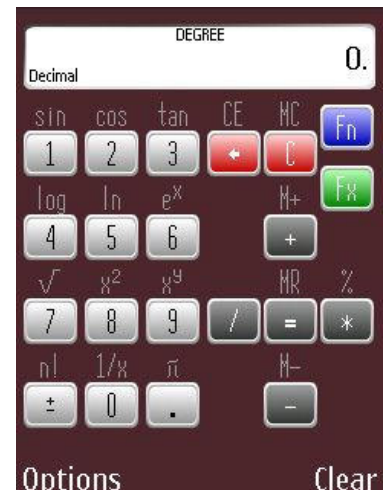 DEGREE
0.
Decimal
sin cos tan CE MC
1 2 3 ← C Fn
log ln e^x M+ Fx
4 5 6 +
√ x² x^y MR %
7 8 9 / = *
n! 1/x π M–
± 0 . –
Options Clear